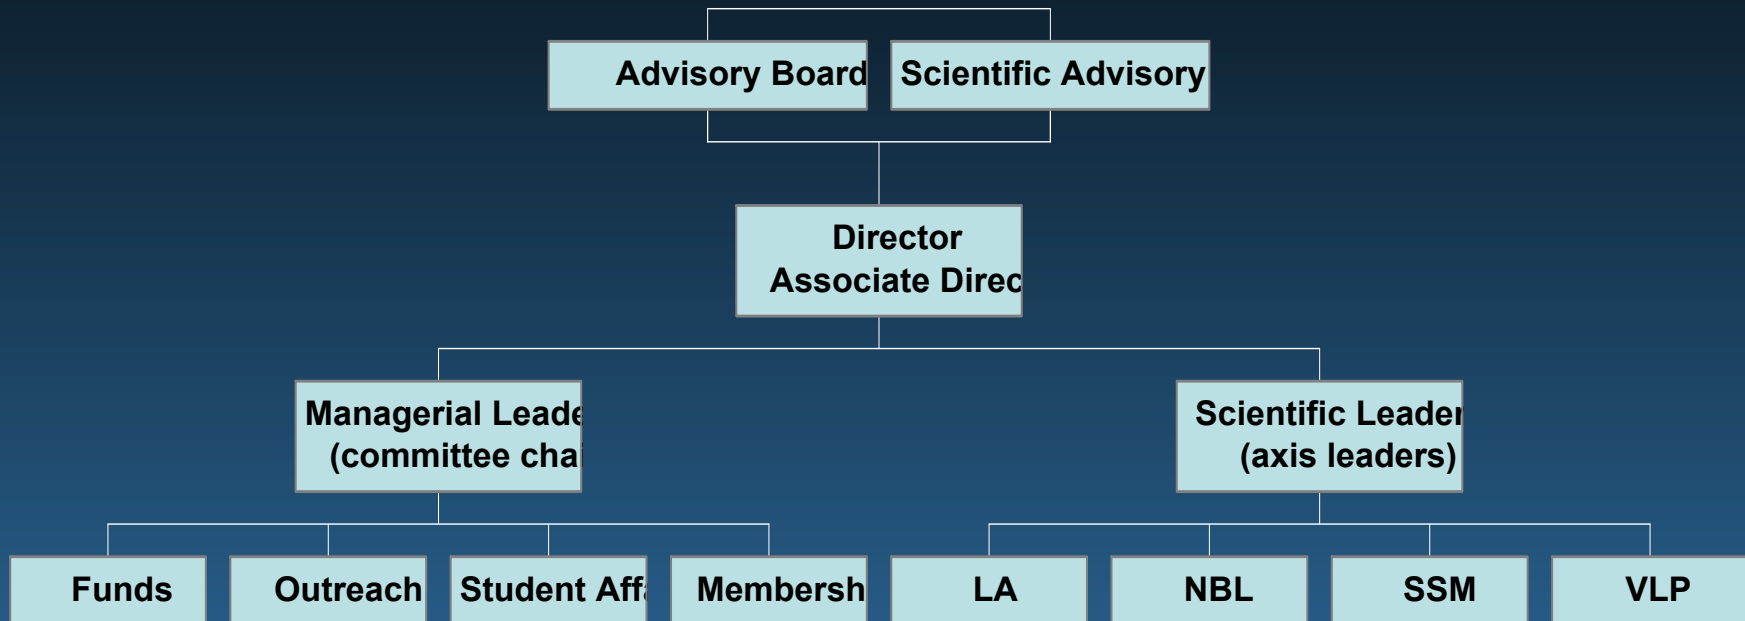 Advisory Board
Scientific Advisory
Director
Associate Direc
Managerial Leade
(committee chai
Scientific Leader
(axis leaders)
Funds
Outreach
Student Affa
Membersh
LA
NBL
SSM
VLP